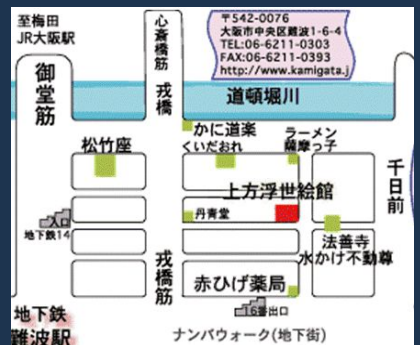 至梅田
JR大阪駅
御堂筋
心斎橋筋
戎橋
〒542-0076
大阪市中央区難波1-6-4
TEL:06-6211-0303
FAX:06-6211-0393
http://www.kamigata.j
道頓堀川
かに道楽
くいだおれ
ラーメン
薩摩っ子
松竹座
千日前
上方浮世絵館
入口
地下鉄14
丹青堂
法善寺
水かけ不動尊
戎橋筋
赤ひげ薬局
16番出口
地下鉄
難波駅
ナンバウォーク(地下街)